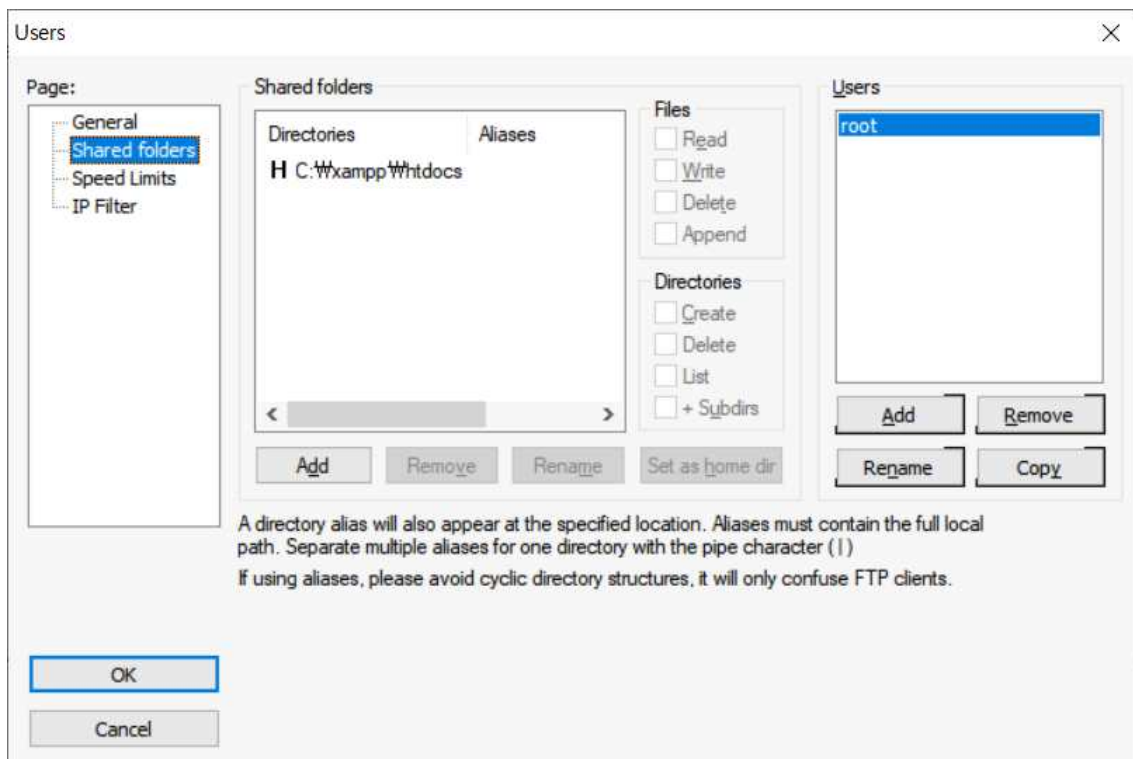 Users
Page:
General
Shared folders
Speed Limits
IP Filter
Shared folders
Directories Aliases
H C:₩xampp₩htdocs
Files
Read
Write
Delete
Append
Directories
Create
Delete
List
+ Subdirs
Add Remove Rename Set as home dir
Users
root
Add Remove
Rename Copy
A directory alias will also appear at the specified location. Aliases must contain the full local
path. Separate multiple aliases for one directory with the pipe character ( | )
If using aliases, please avoid cyclic directory structures, it will only confuse FTP clients.
OK
Cancel